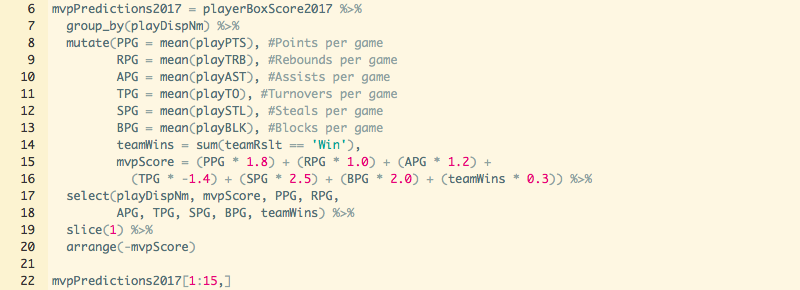 6 mvpPredictions2017 = playerBoxScore2017 %>%
7   group_by(playDispNm) %>%
8   mutate(PPG = mean(playPTS), #Points per game
9          RPG = mean(playTRB), #Rebounds per game
10          APG = mean(playAST), #Assists per game
11          TPG = mean(playTO), #Turnovers per game
12          SPG = mean(playSTL), #Steals per game
13          BPG = mean(playBLK), #Blocks per game
14          teamWins = sum(teamRslt == 'Win'),
15          mvpScore = (PPG * 1.8) + (RPG * 1.0) + (APG * 1.2) +
16            (TPG * -1.4) + (SPG * 2.5) + (BPG * 2.0) + (teamWins * 0.3)) %>%
17   select(playDispNm, mvpScore, PPG, RPG,
18          APG, TPG, SPG, BPG, teamWins) %>%
19   slice(1) %>%
20   arrange(-mvpScore)
21
22 mvpPredictions2017[1:15,]